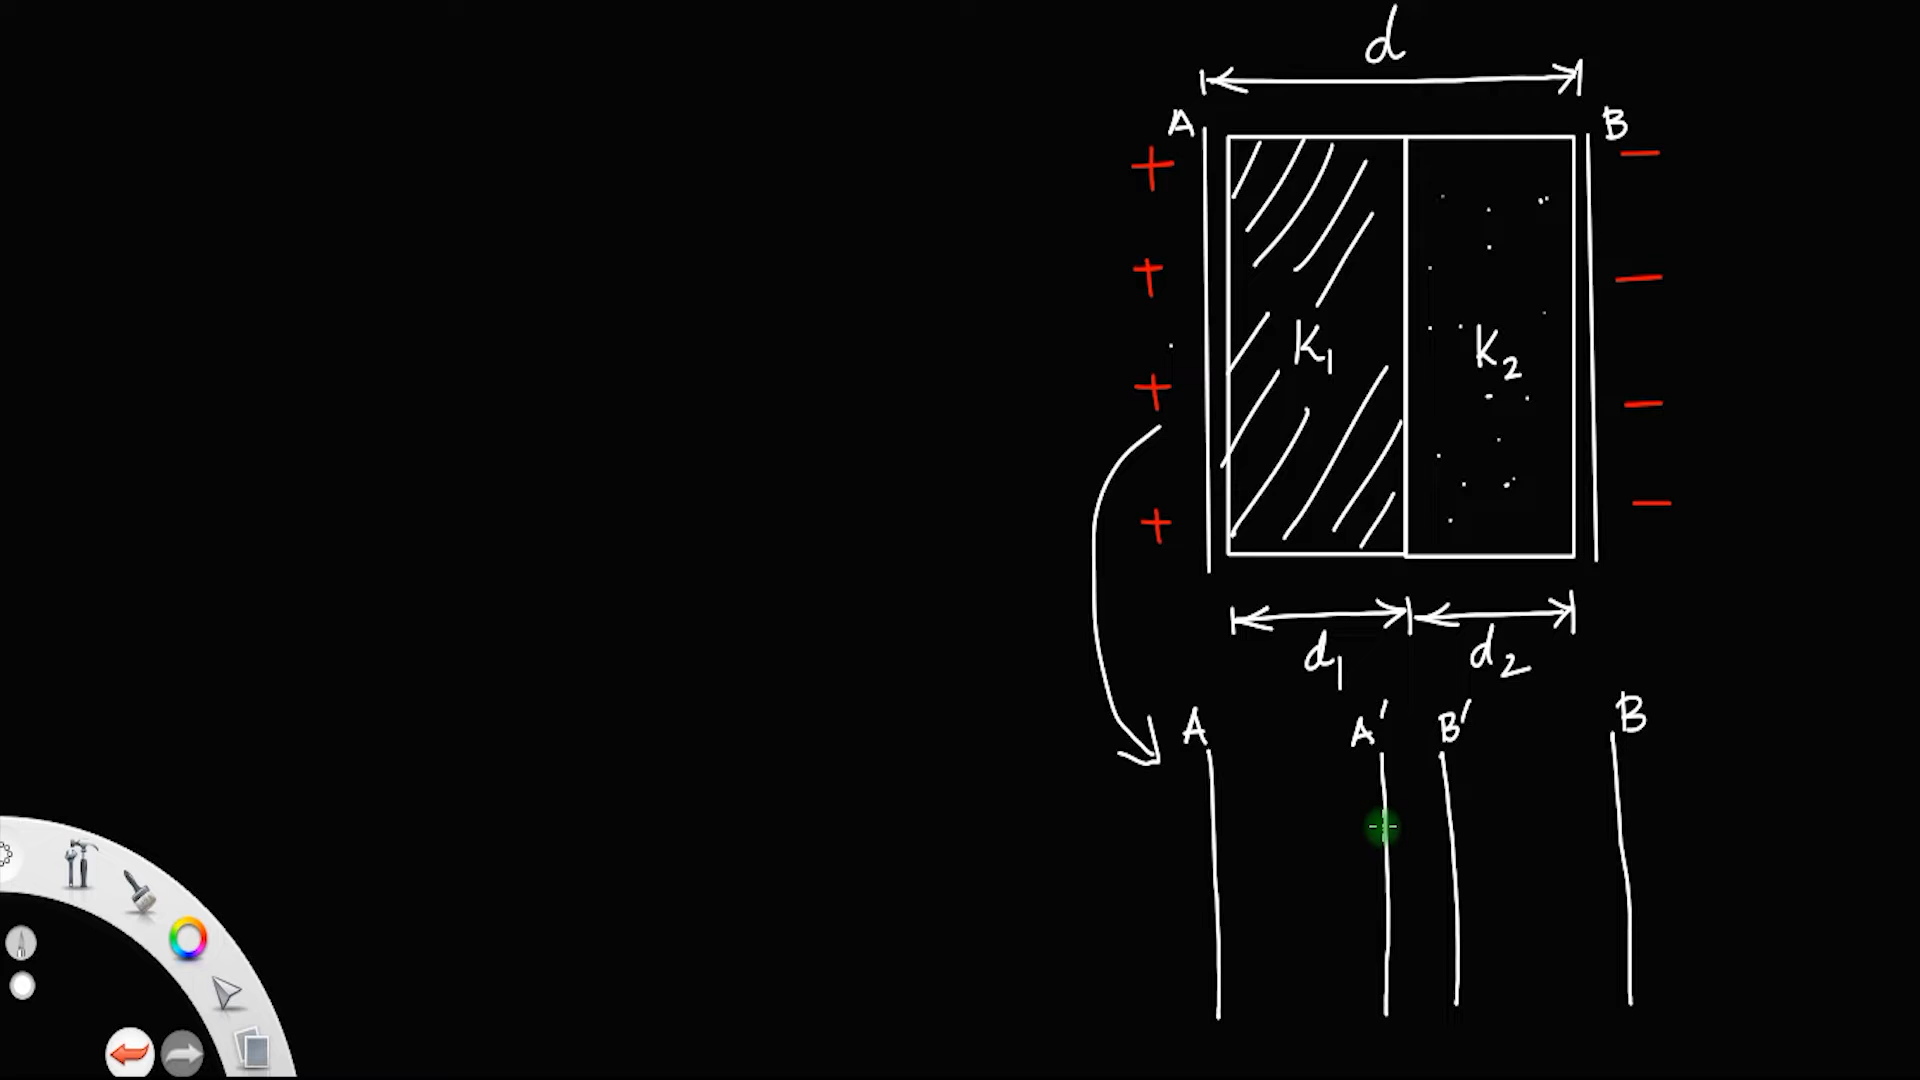 d
A B
+ −
+ −
K₁ K₂
+ −
+ −
d₁ d₂
A A′ B′ B